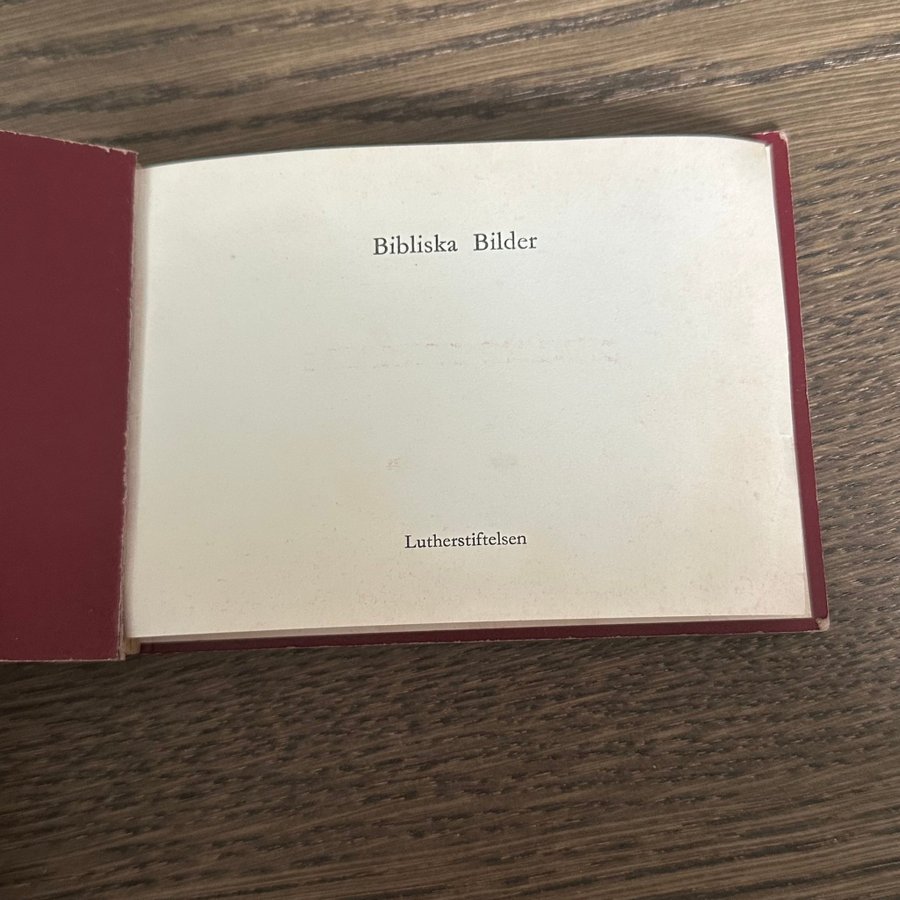 Bibliska Bilder
Lutherstiftelsen